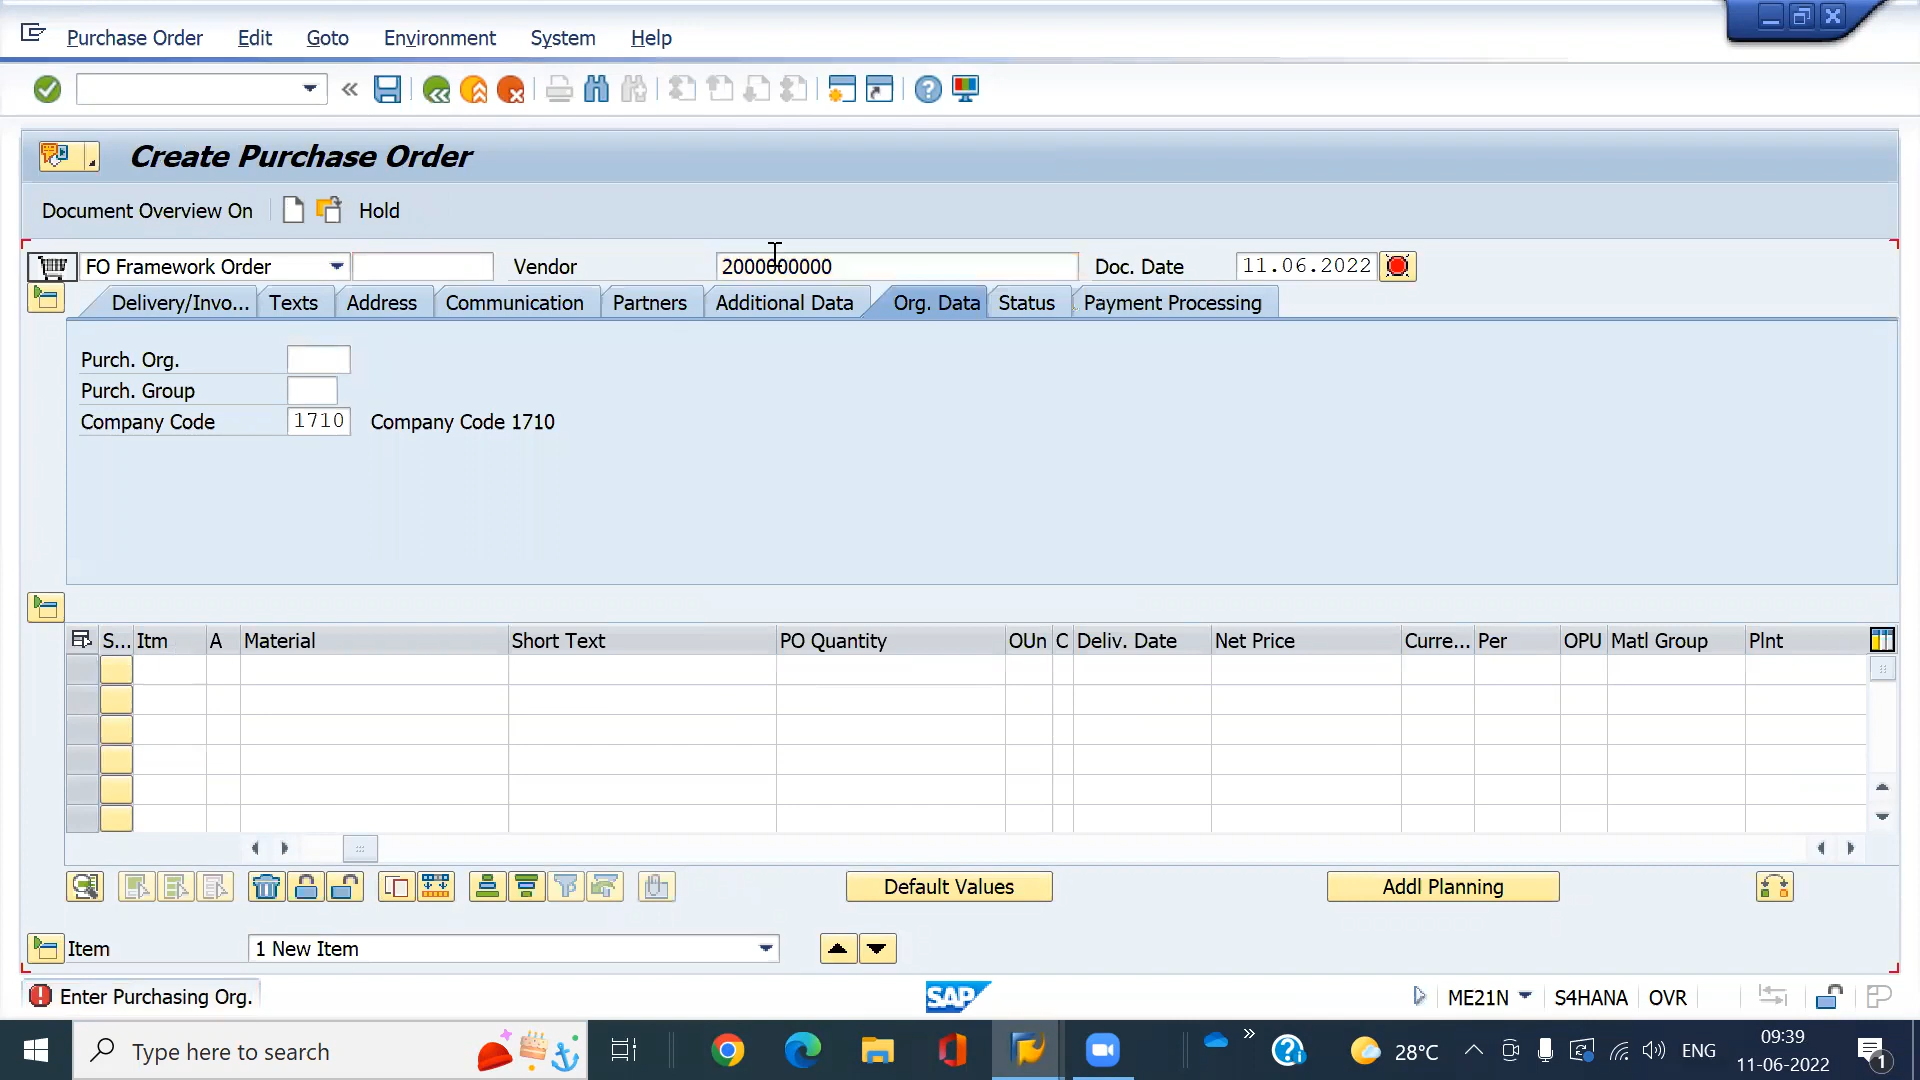 Purchase Order Edit Goto Environment System Help
Create Purchase Order
Document Overview On Hold
FO Framework Order Vendor 2000000000 Doc. Date 11.06.2022
Delivery/Invo... Texts Address Communication Partners Additional Data Org. Data Status Payment Processing
Purch. Org.
Purch. Group
Company Code 1710 Company Code 1710
S... Itm A Material Short Text PO Quantity OUn C Deliv. Date Net Price Curre... Per OPU Matl Group Plnt
Default Values Addl Planning
Item 1 New Item
Enter Purchasing Org. SAP ME21N S4HANA OVR
Type here to search 28°C ENG 09:39
11-06-2022 1